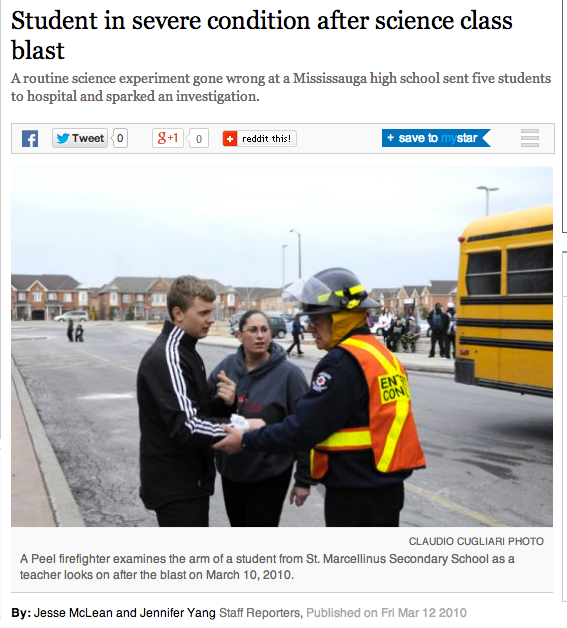 Student in severe condition after science class
blast
A routine science experiment gone wrong at a Mississauga high school sent five students
to hospital and sparked an investigation.
Tweet 0 g+1 0 reddit this! + save to mystar
ENT
CON
CLAUDIO CUGLIARI PHOTO
A Peel firefighter examines the arm of a student from St. Marcellinus Secondary School as a
teacher looks on after the blast on March 10, 2010.
By: Jesse McLean and Jennifer Yang Staff Reporters, Published on Fri Mar 12 2010